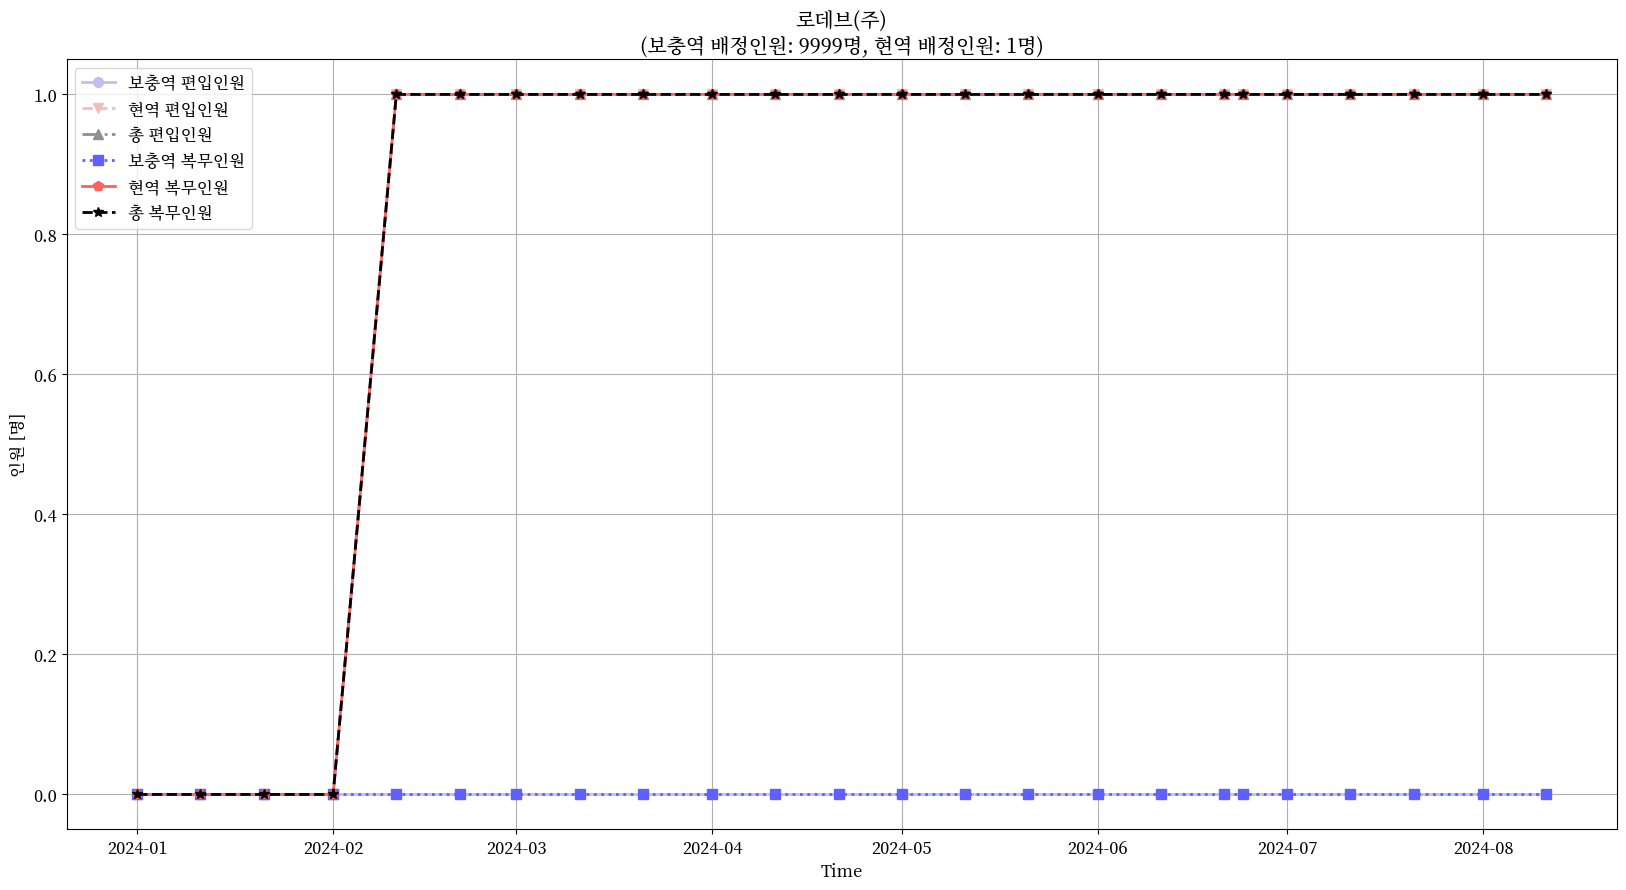 로데브(주)
(보충역 배정인원: 9999명, 현역 배정인원: 1명)
보충역 편입인원
현역 편입인원
총 편입인원
보충역 복무인원
현역 복무인원
총 복무인원
인원 [명]
1.0
0.8
0.6
0.4
0.2
0.0
2024-01 2024-02 2024-03 2024-04 2024-05 2024-06 2024-07 2024-08
Time